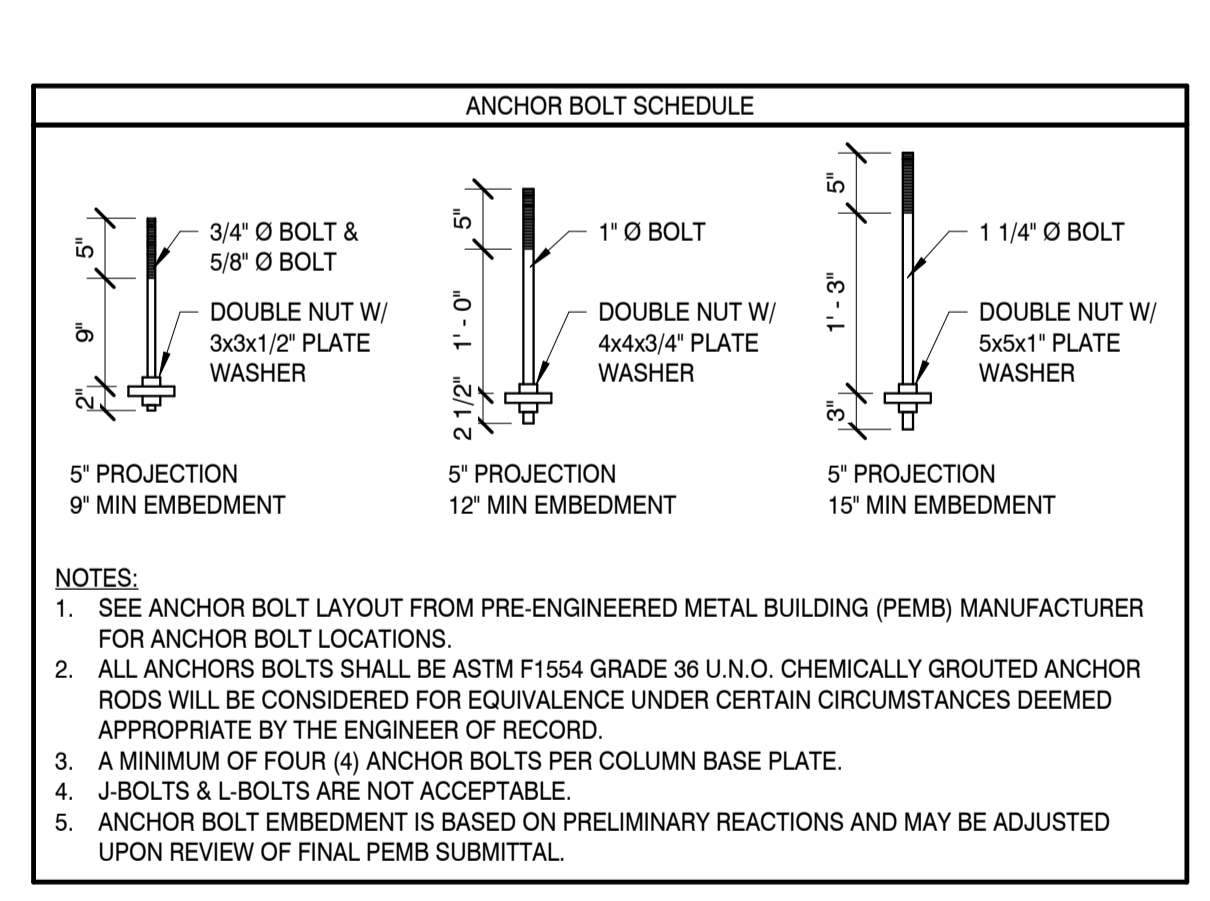 ANCHOR BOLT SCHEDULE
5"
9"
2"
3/4" Ø BOLT &
5/8" Ø BOLT
DOUBLE NUT W/
3x3x1/2" PLATE
WASHER
5" PROJECTION
9" MIN EMBEDMENT
5"
1' - 0"
2 1/2"
1" Ø BOLT
DOUBLE NUT W/
4x4x3/4" PLATE
WASHER
5" PROJECTION
12" MIN EMBEDMENT
5"
1' - 3"
3"
1 1/4" Ø BOLT
DOUBLE NUT W/
5x5x1" PLATE
WASHER
5" PROJECTION
15" MIN EMBEDMENT
NOTES:
1. SEE ANCHOR BOLT LAYOUT FROM PRE-ENGINEERED METAL BUILDING (PEMB) MANUFACTURER
FOR ANCHOR BOLT LOCATIONS.
2. ALL ANCHORS BOLTS SHALL BE ASTM F1554 GRADE 36 U.N.O. CHEMICALLY GROUTED ANCHOR
RODS WILL BE CONSIDERED FOR EQUIVALENCE UNDER CERTAIN CIRCUMSTANCES DEEMED
APPROPRIATE BY THE ENGINEER OF RECORD.
3. A MINIMUM OF FOUR (4) ANCHOR BOLTS PER COLUMN BASE PLATE.
4. J-BOLTS & L-BOLTS ARE NOT ACCEPTABLE.
5. ANCHOR BOLT EMBEDMENT IS BASED ON PRELIMINARY REACTIONS AND MAY BE ADJUSTED
UPON REVIEW OF FINAL PEMB SUBMITTAL.